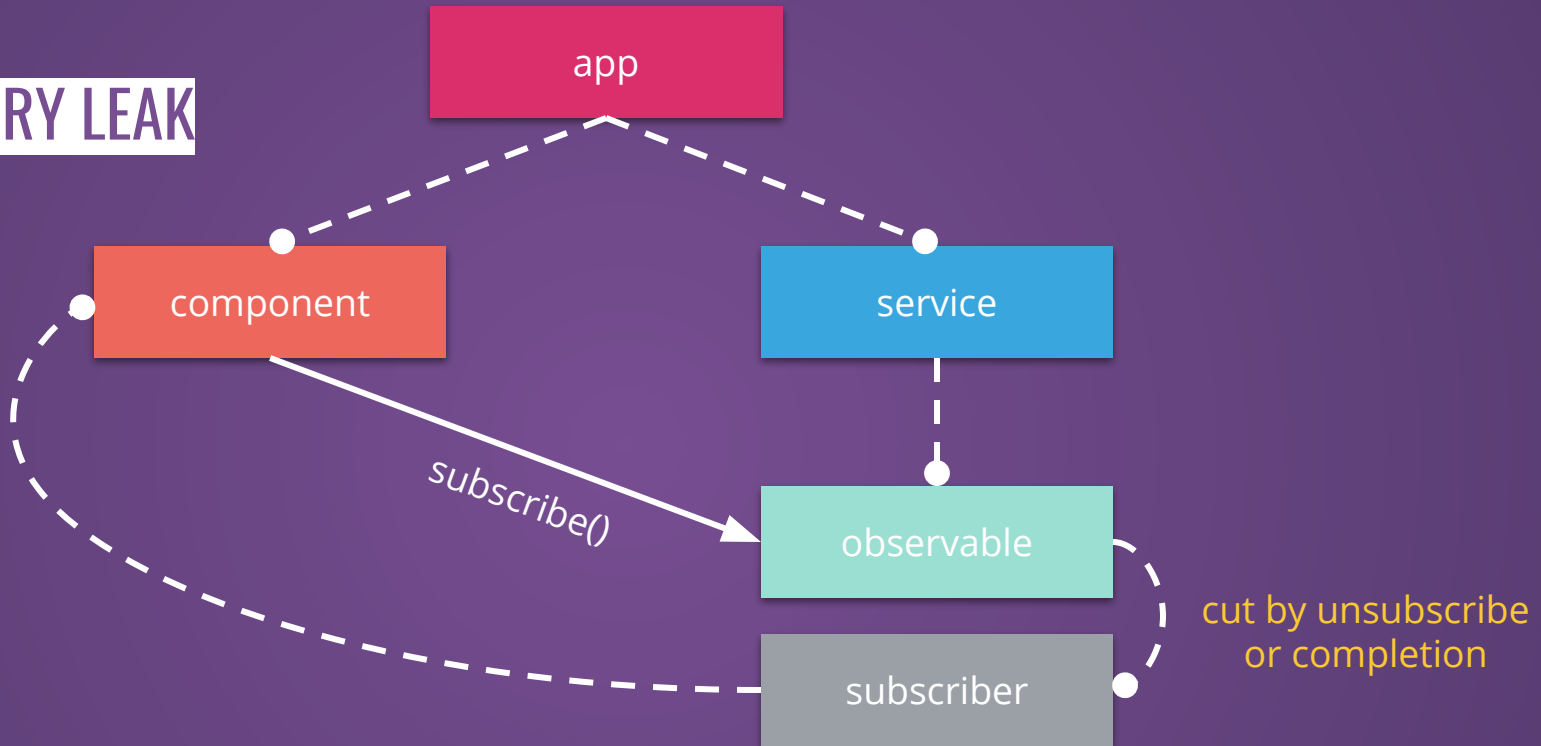 app
RY LEAK
component
service
subscribe()
observable
cut by unsubscribe
or completion
subscriber